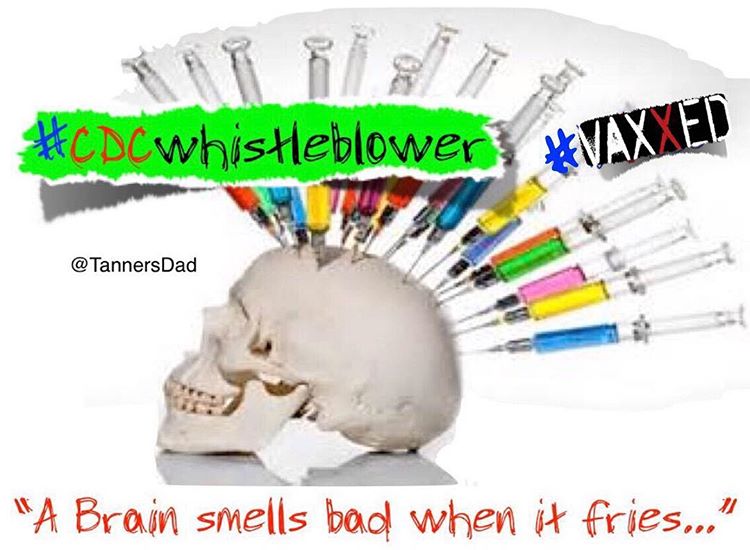 #CDCwhistleblower
#VAXXED
@TannersDad
"A Brain smells bad when it fries..."